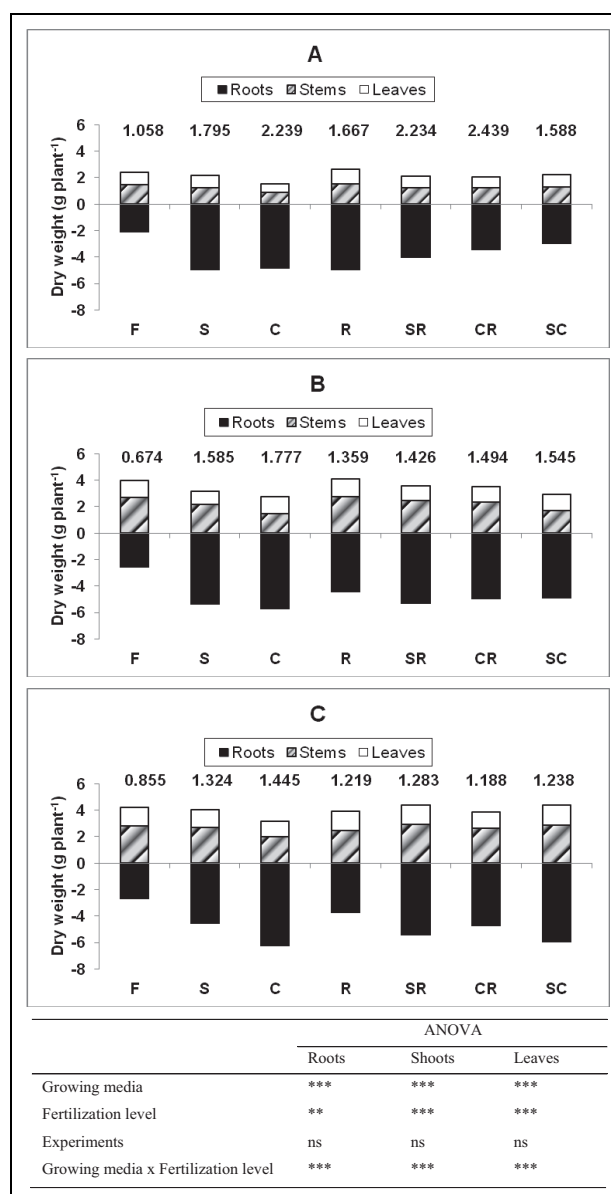 A
Roots Stems Leaves
6 1.058 1.795 2.239 1.667 2.234 2.439 1.588
4
2
0
-2
-4
-6
-8
Dry weight (g plant-1)
F S C R SR CR SC
B
Roots Stems Leaves
6 0.674 1.585 1.777 1.359 1.426 1.494 1.545
4
2
0
-2
-4
-6
-8
Dry weight (g plant-1)
F S C R SR CR SC
C
Roots Stems Leaves
6 0.855 1.324 1.445 1.219 1.283 1.188 1.238
4
2
0
-2
-4
-6
-8
Dry weight (g plant-1)
F S C R SR CR SC
ANOVA
Roots Shoots Leaves
Growing media *** *** ***
Fertilization level ** *** ***
Experiments ns ns ns
Growing media x Fertilization level *** *** ***